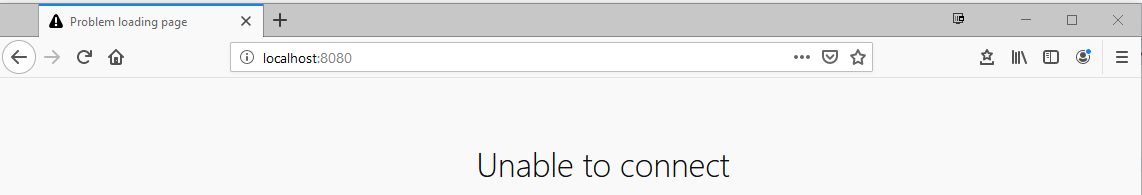 Problem loading page
localhost:8080
Unable to connect